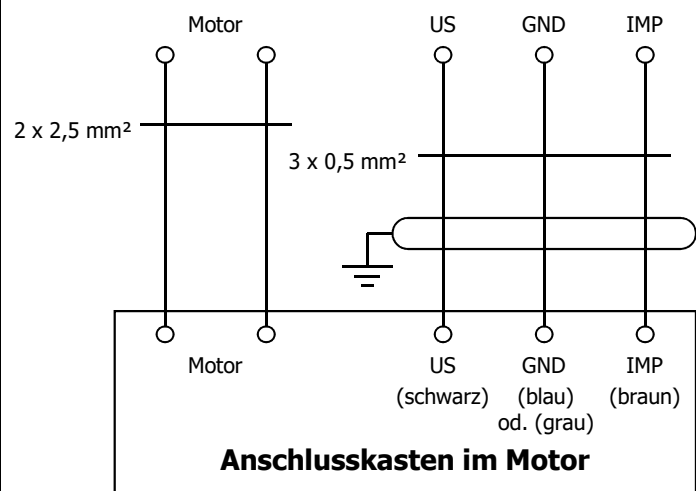 Motor US GND IMP
2 x 2,5 mm²
3 x 0,5 mm²
Motor US GND IMP
(schwarz) (blau) (braun)
od. (grau)
Anschlusskasten im Motor